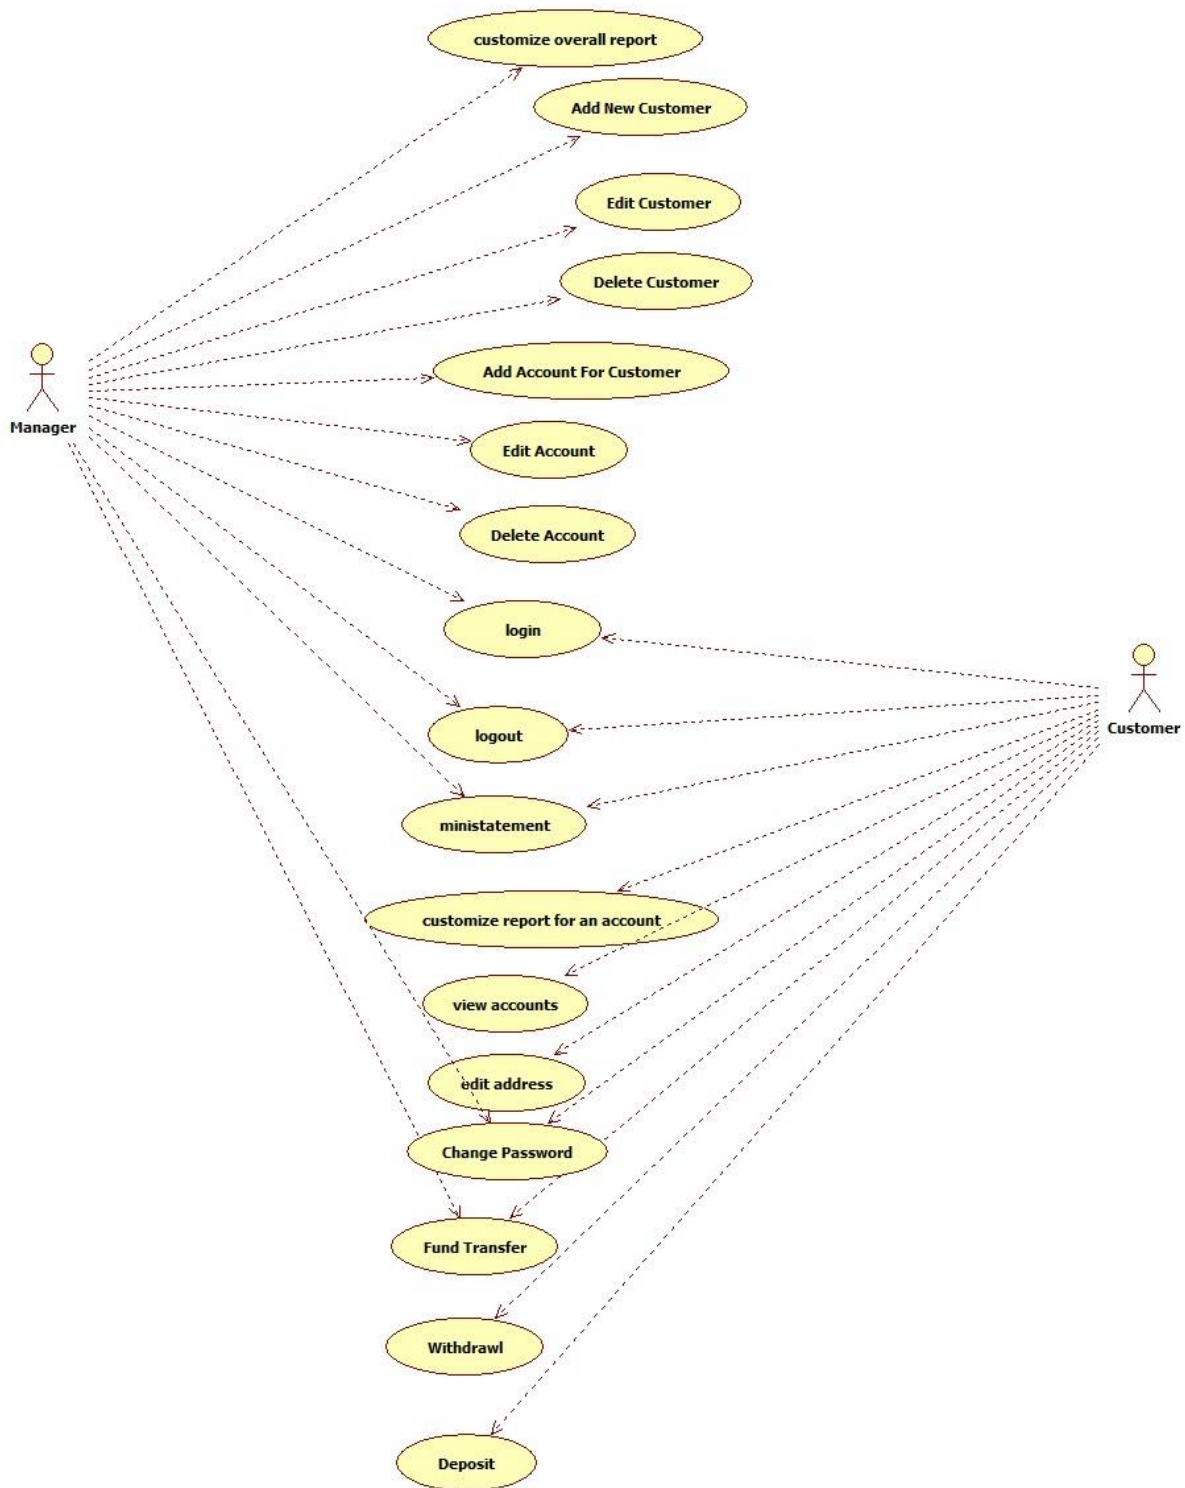 customize overall report
Add New Customer
Edit Customer
Delete Customer
Add Account For Customer
Manager
Edit Account
Delete Account
login
Customer
logout
ministatement
customize report for an account
view accounts
edit address
Change Password
Fund Transfer
Withdrawl
Deposit